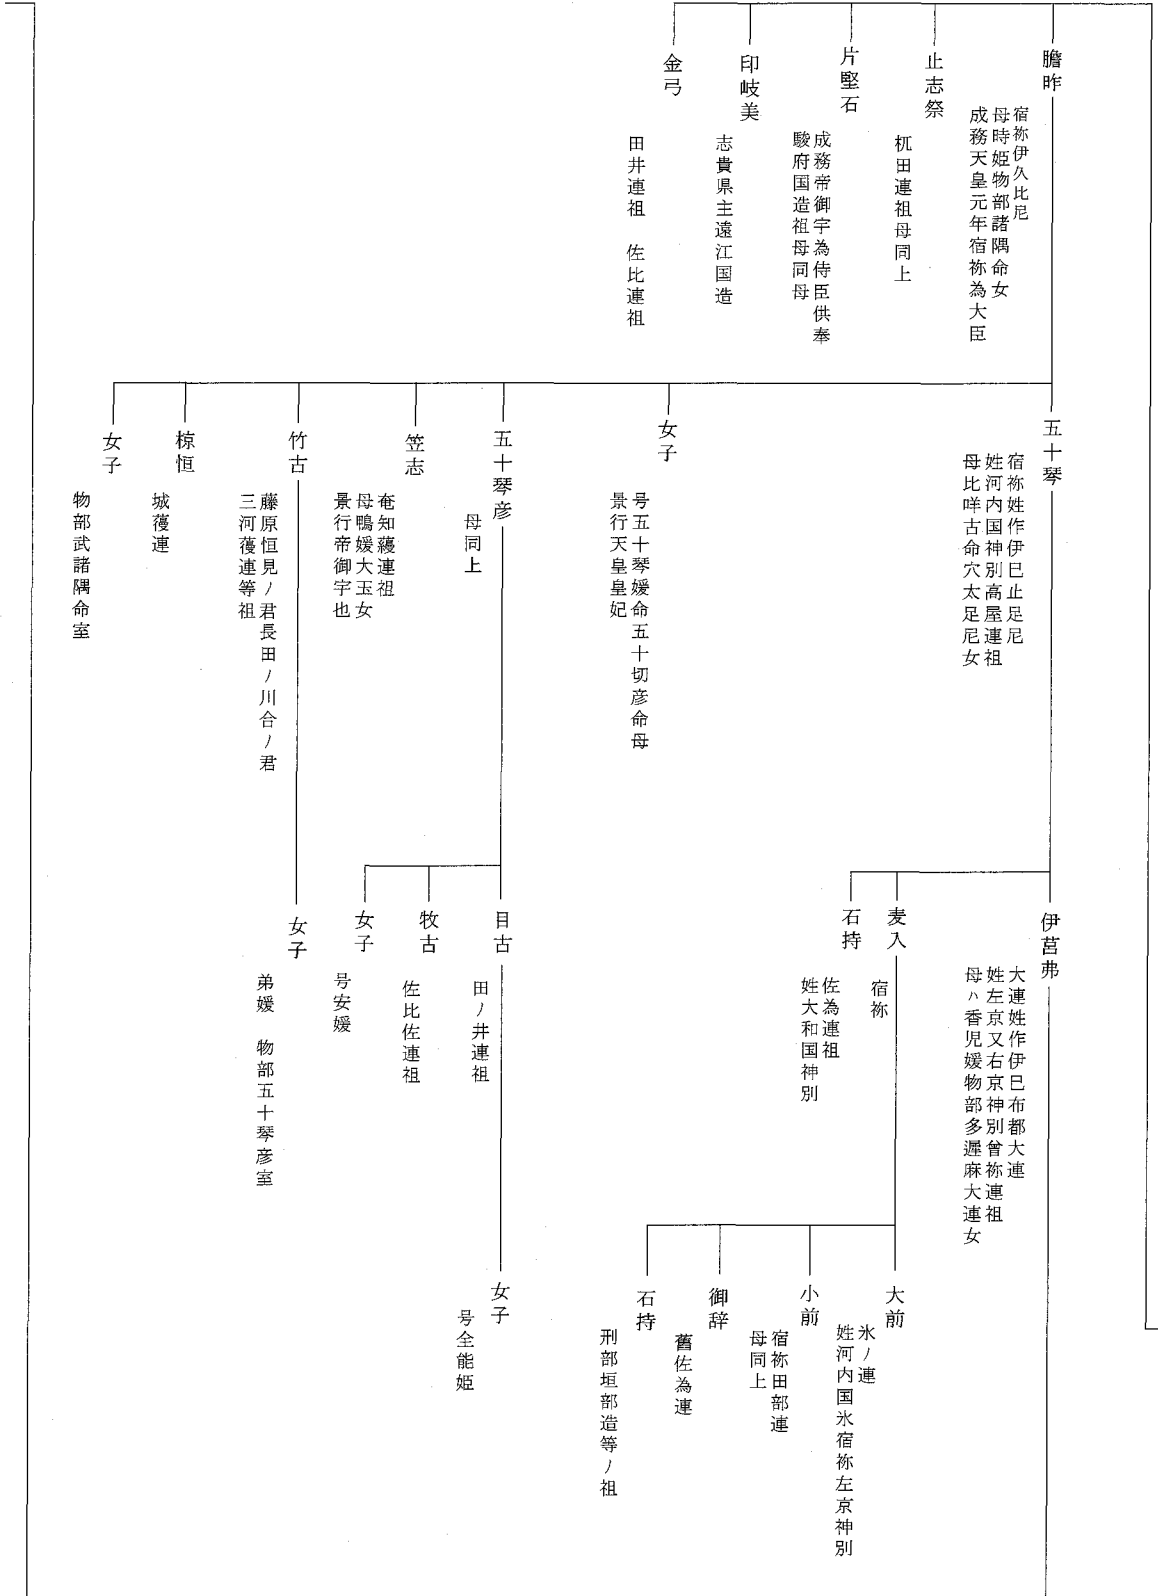 膽咋
宿祢伊久比尼
母時姫物部諸隅命女
成務天皇元年宿祢為大臣
止志祭
杋田連祖母同上
片堅石
成務帝御宇為侍臣供奉
駿府国造祖母同母
印岐美
志貴県主遠江国造
金弓
田井連祖　佐比連祖
五十琴
宿祢姓作伊巳止足尼
姓河内国神別高屋連祖
母比咩古命穴太足尼女
女子
号五十琴媛命五十切彦命母
景行天皇皇妃
五十琴彦
母同上
笠志
奄知蘰連祖
母鴨媛大玉女
景行帝御宇也
竹古
藤原恒見ノ君長田ノ川合ノ君
三河蕿連等祖
椋恒
城蕿連
女子
物部武諸隅命室
伊莒弗
大連姓作伊巳布都大連
姓左京又右京神別曾祢連祖
母ハ香児媛物部多遅麻大連女
麦入
宿祢
石持
佐為連祖
姓大和国神別
目古
田ノ井連祖
牧古
佐比佐連祖
女子
号安媛
女子
弟媛　物部五十琴彦室
大前
氷ノ連
姓河内国氷宿祢左京神別
小前
宿祢田部連
母同上
御辞
舊佐為連
石持
刑部垣部造等ノ祖
女子
号全能姫